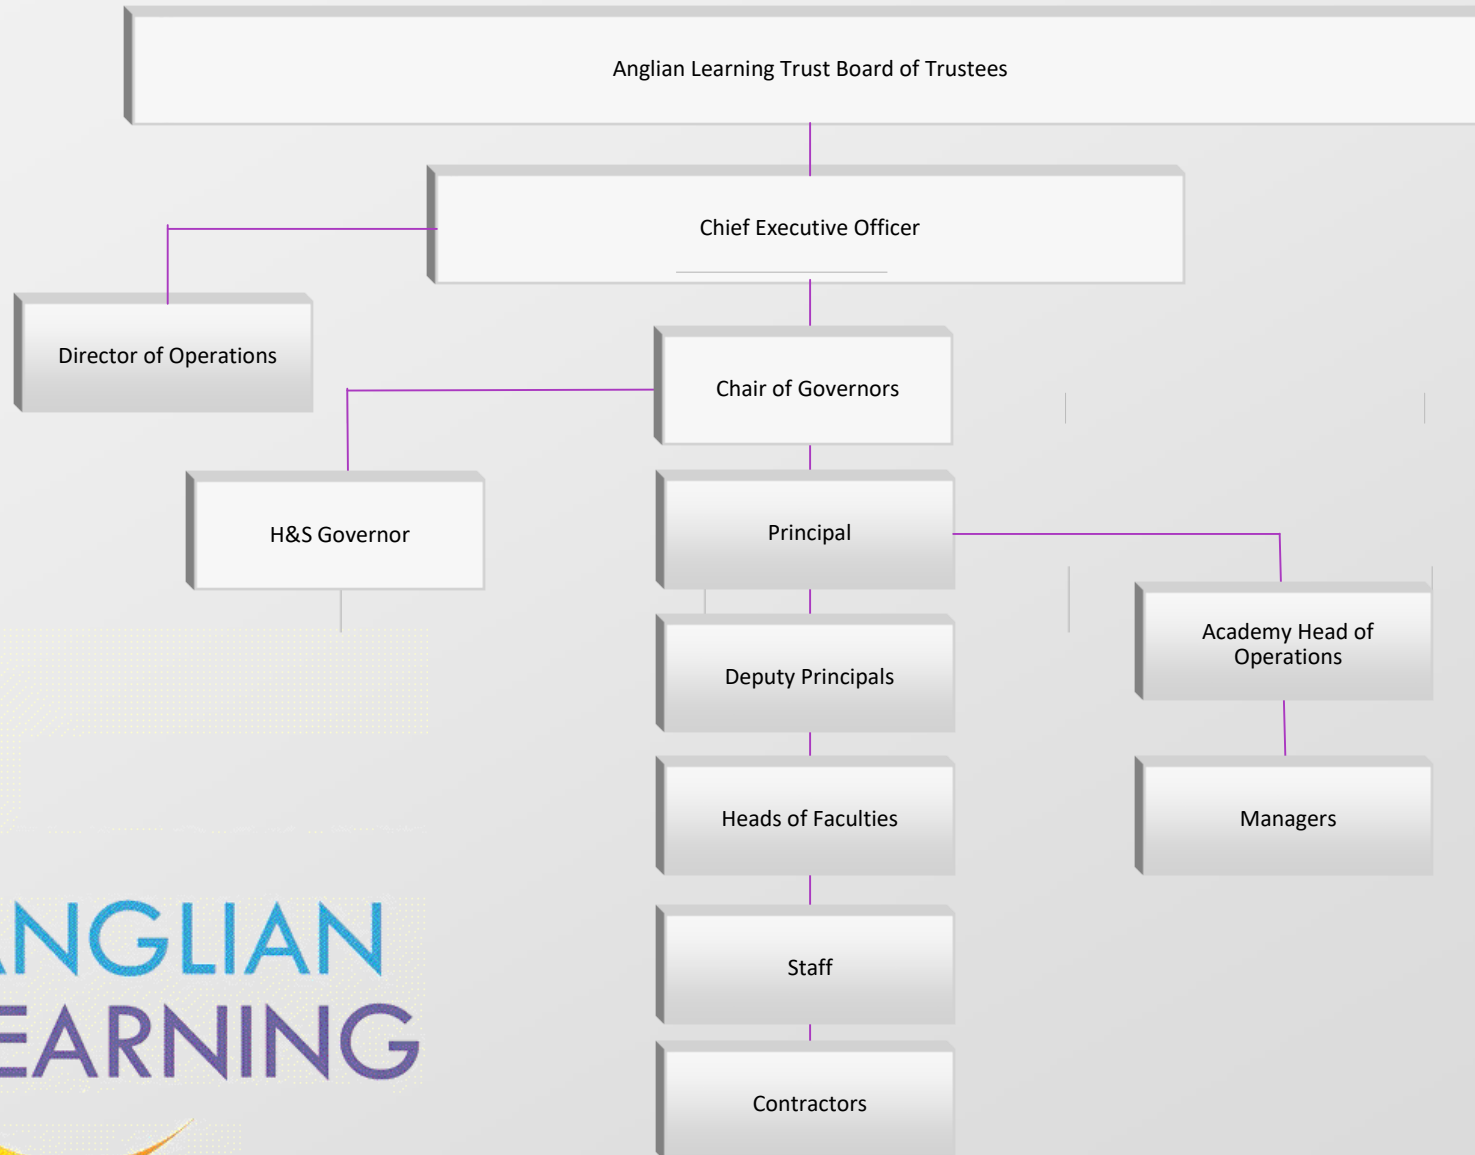 Anglian Learning Trust Board of Trustees
Chief Executive Officer
Director of Operations
Chair of Governors
H&S Governor
Principal
Academy Head of
Operations
Deputy Principals
Heads of Faculties
Managers
Staff
Contractors
ANGLIAN
EARNING